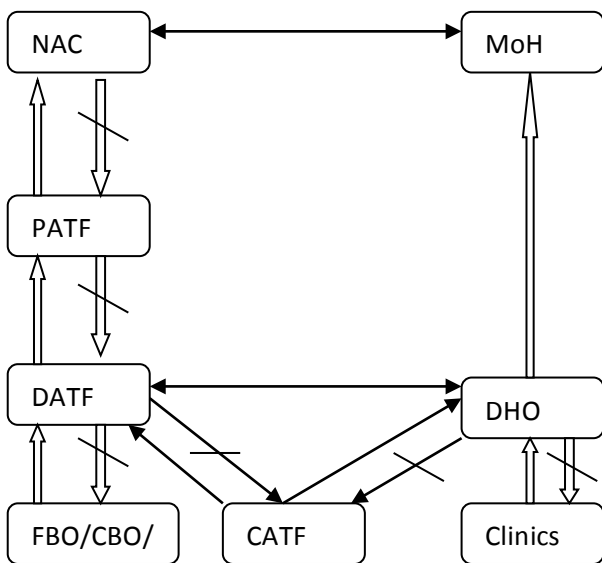 NAC
MoH
PATF
DATF
DHO
FBO/CBO/
CATF
Clinics